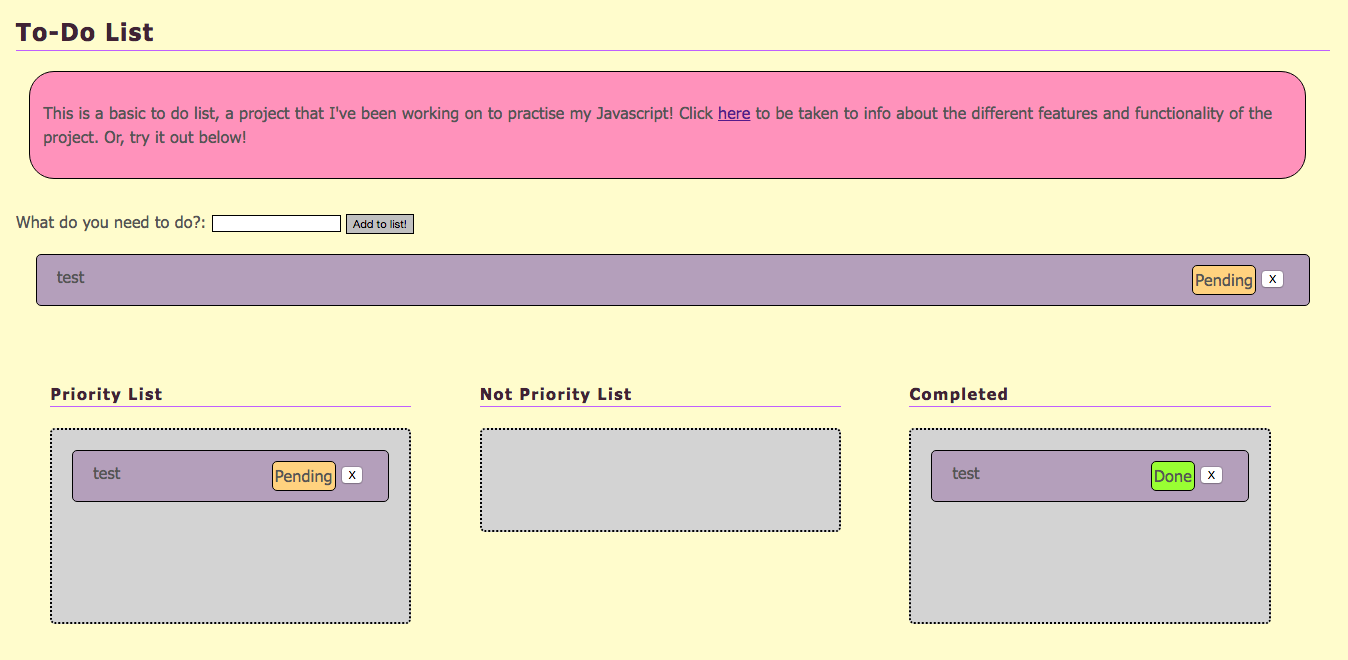 To-Do List
This is a basic to do list, a project that I've been working on to practise my Javascript! Click here to be taken to info about the different features and functionality of the
project. Or, try it out below!
What do you need to do?: Add to list!
test Pending X
Priority List Not Priority List Completed
test Pending X test Done X